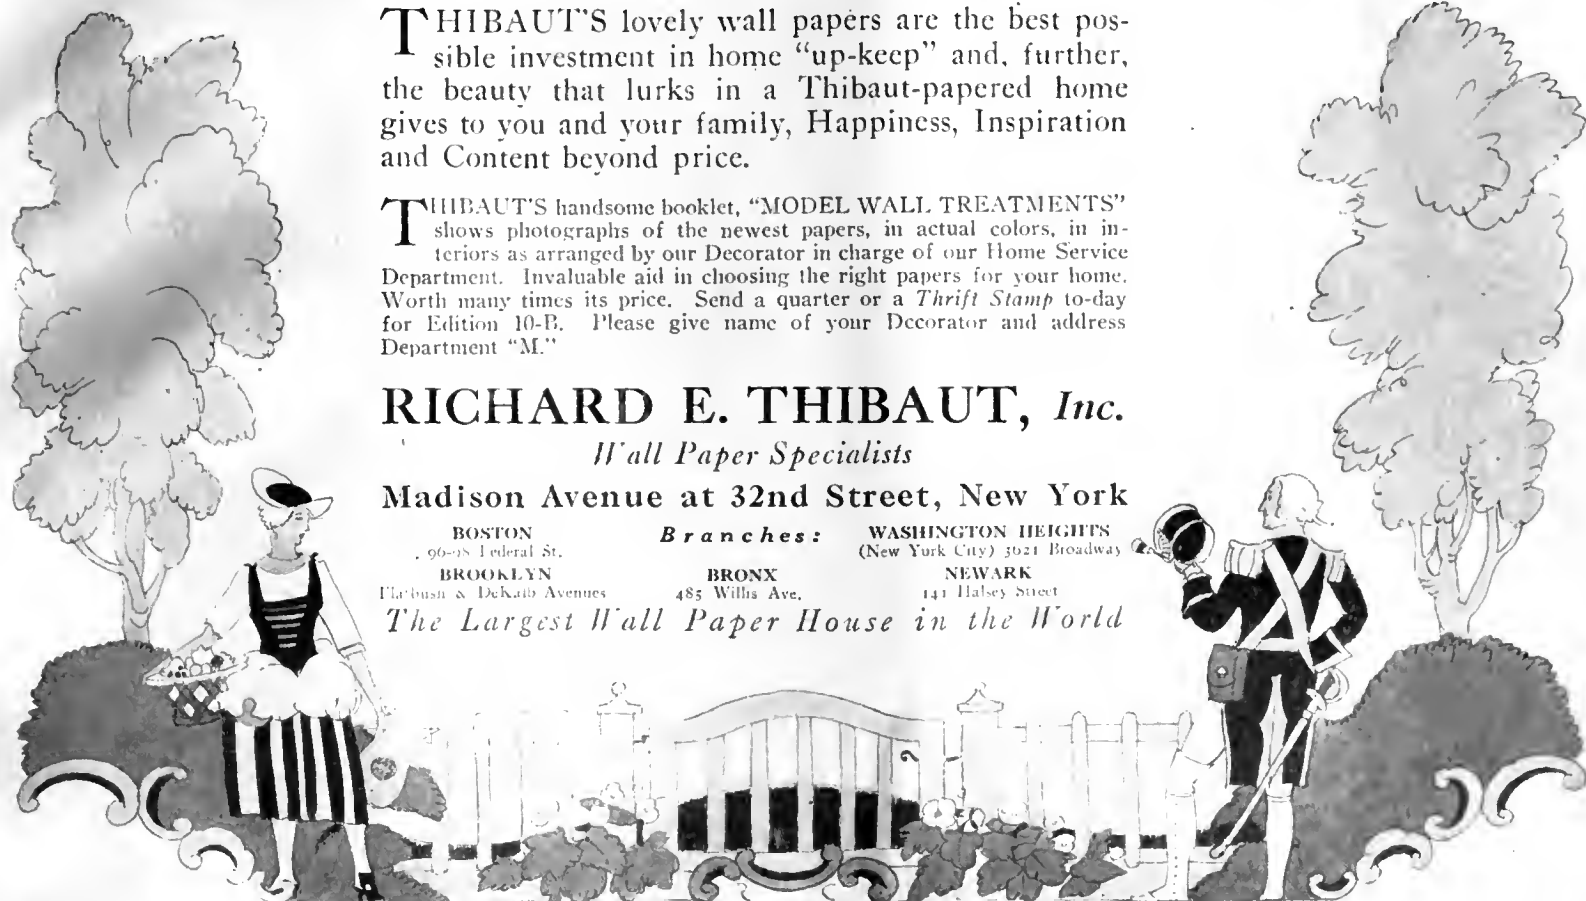 THIBAUT'S lovely wall papers are the best pos-
sible investment in home “up-keep” and, further,
the beauty that lurks in a Thibaut-papered home
gives to you and your family, Happiness, Inspiration
and Content beyond price.
THIBAUT'S handsome booklet, “MODEL WALL TREATMENTS”
shows photographs of the newest papers, in actual colors, in in-
teriors as arranged by our Decorator in charge of our Home Service
Department. Invaluable aid in choosing the right papers for your home.
Worth many times its price. Send a quarter or a Thrift Stamp to-day
for Edition 10-B. Please give name of your Decorator and address
Department “M.”
RICHARD E. THIBAUT, Inc.
Wall Paper Specialists
Madison Avenue at 32nd Street, New York
Branches:
BOSTON
96-98 Federal St.
WASHINGTON HEIGHTS
(New York City) 3621 Broadway
BROOKLYN
Flatbush & DeKalb Avenues
BRONX
485 Willis Ave.
NEWARK
141 Halsey Street
The Largest Wall Paper House in the World